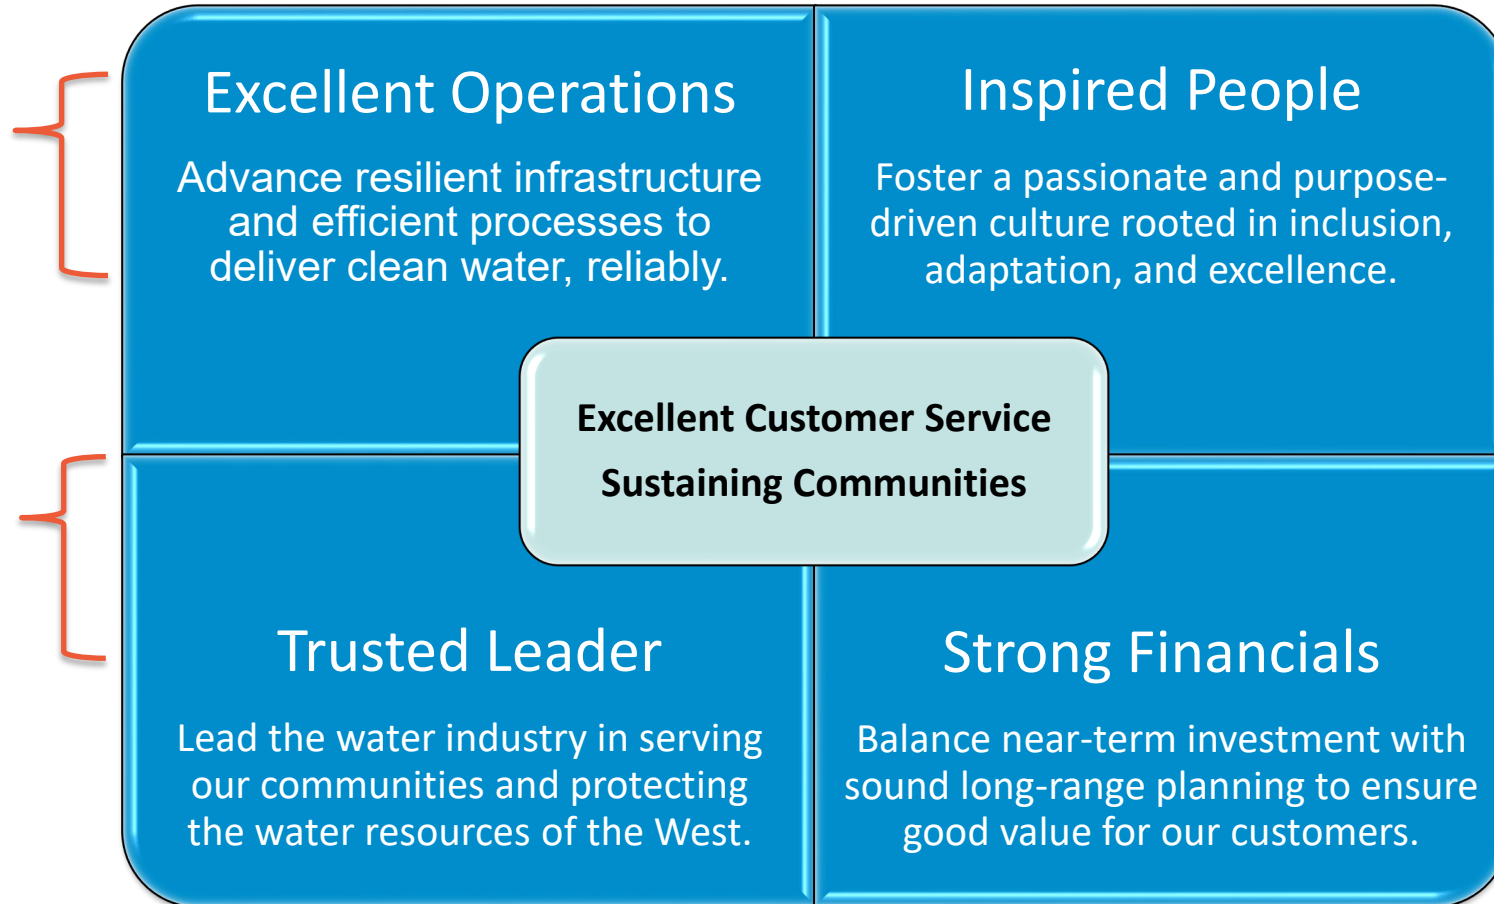 Excellent Operations
Advance resilient infrastructure
and efficient processes to
deliver clean water, reliably.
Inspired People
Foster a passionate and purpose-
driven culture rooted in inclusion,
adaptation, and excellence.
Excellent Customer Service
Sustaining Communities
Trusted Leader
Lead the water industry in serving
our communities and protecting
the water resources of the West.
Strong Financials
Balance near-term investment with
sound long-range planning to ensure
good value for our customers.